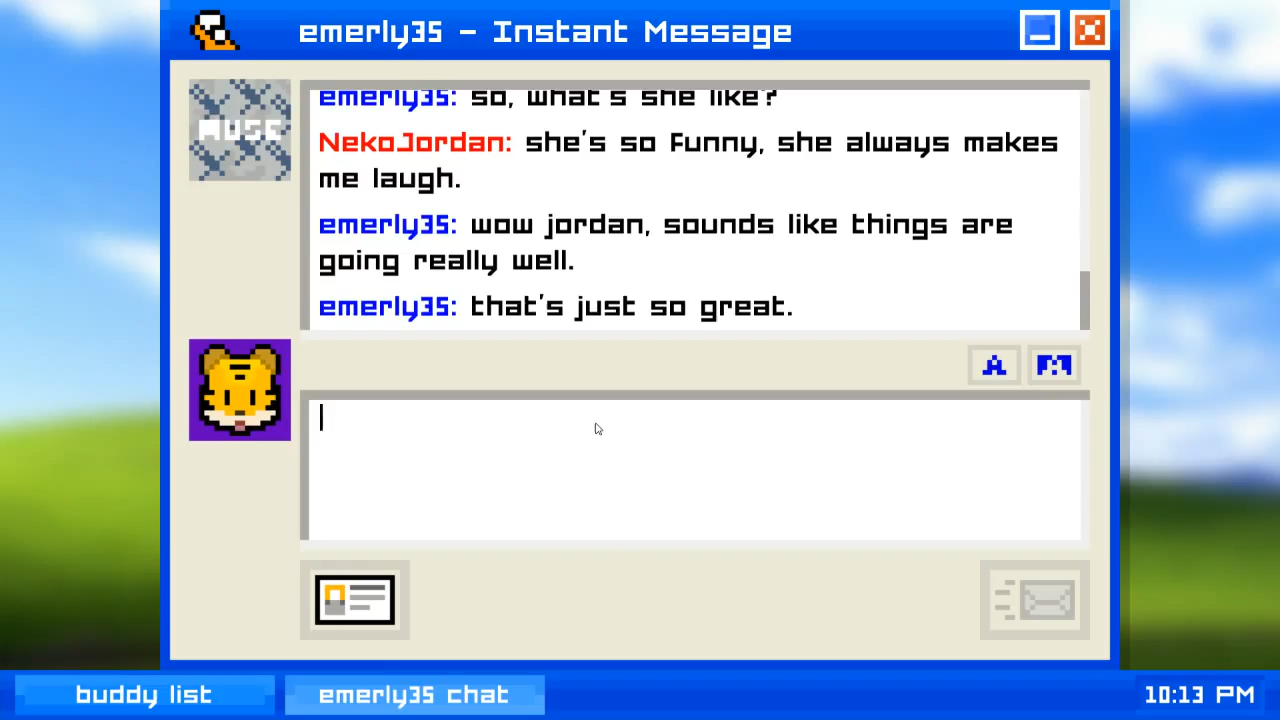 emerly35 - Instant Message
MUSE
emerly35: so, what's she like?
NekoJordan: she's so funny, she always makes
me laugh.
emerly35: wow jordan, sounds like things are
going really well.
emerly35: that's just so great.
A
buddy list
emerly35 chat
10:13 PM